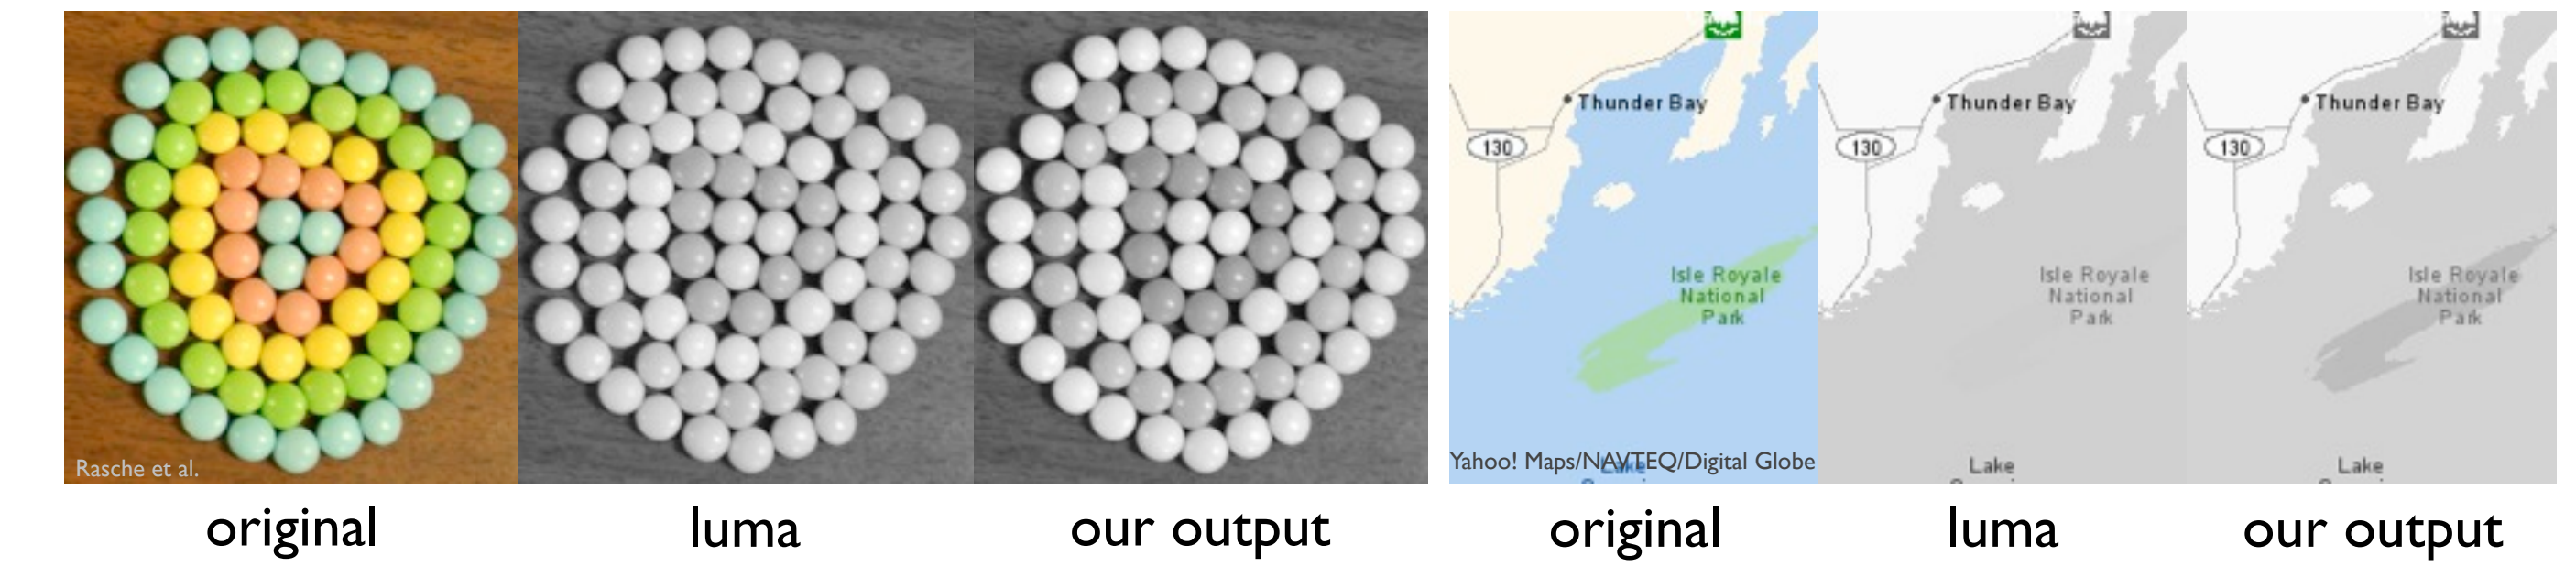 Rasche et al.
Thunder Bay
130
Isle Royale
National
Park
Lake
Yahoo! Maps/NAVTEQ/Digital Globe
Thunder Bay
130
Isle Royale
National
Park
Lake
Thunder Bay
130
Isle Royale
National
Park
Lake
original
luma
our output
original
luma
our output